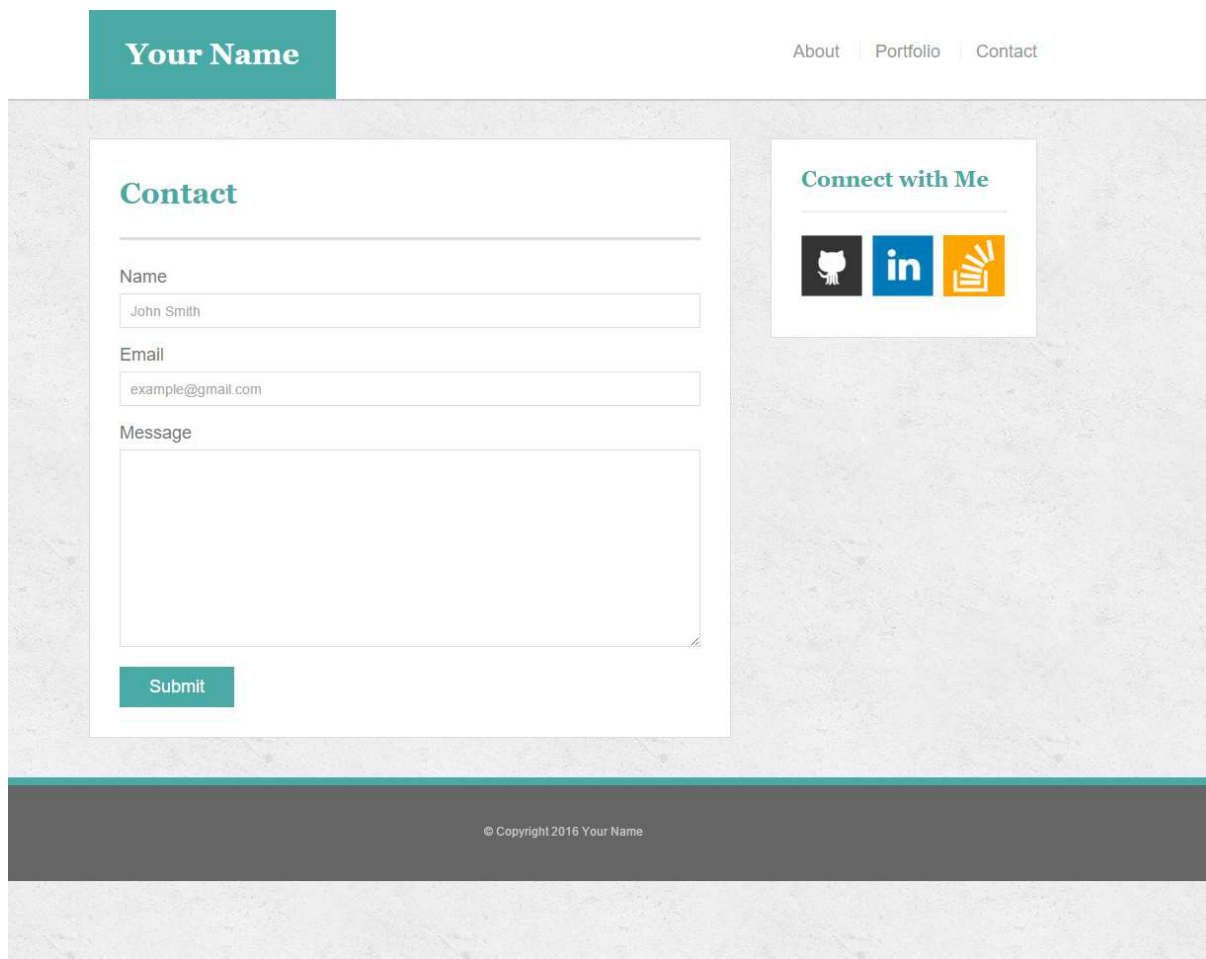 Your Name
About Portfolio Contact
Contact
Name
John Smith
Email
example@gmail.com
Message
Submit
Connect with Me
in
© Copyright 2016 Your Name